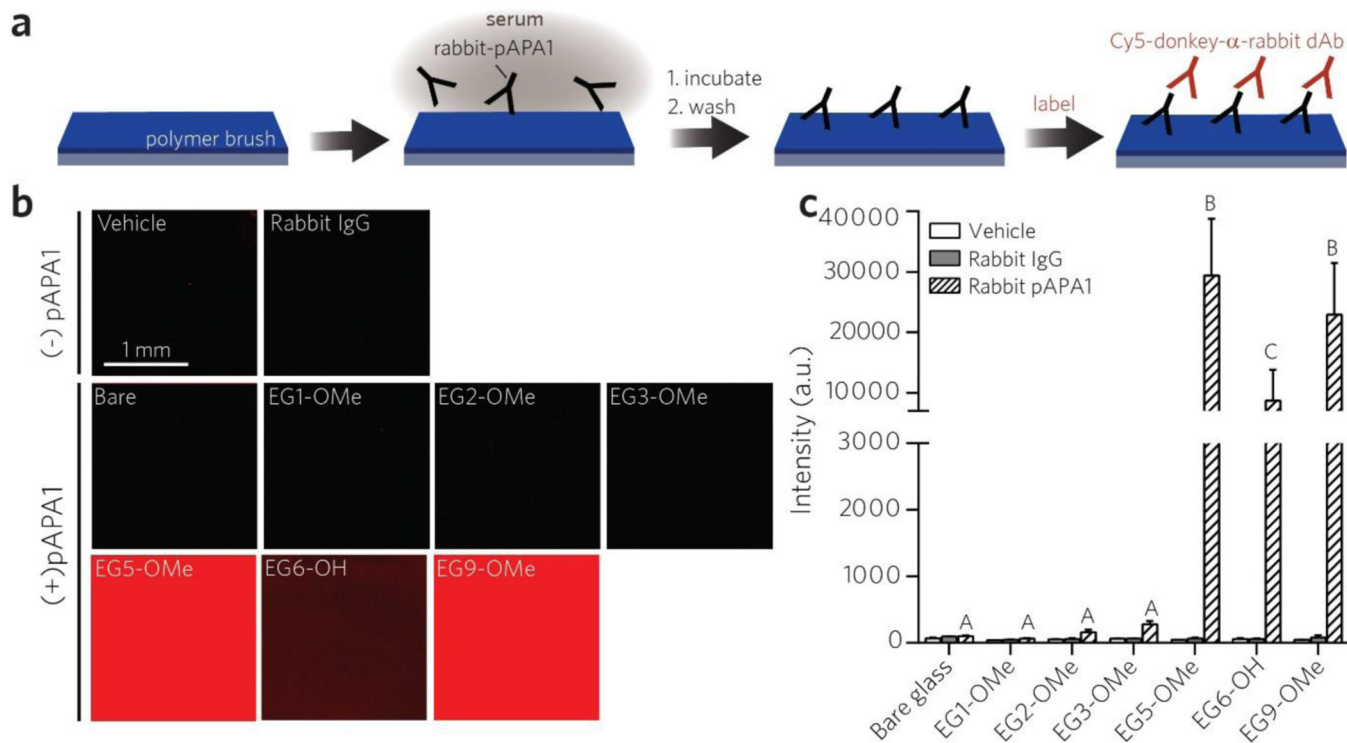 a
serum
rabbit-pAPA1
polymer brush
1. incubate
2. wash
label
Cy5-donkey-α-rabbit dAb
b
(-) pAPA1
Vehicle
Rabbit IgG
1 mm
(+)pAPA1
Bare
EG1-OMe
EG2-OMe
EG3-OMe
EG5-OMe
EG6-OH
EG9-OMe
c
Intensity (a.u.)
40000
30000
20000
10000
3000
2000
1000
0
Vehicle
Rabbit IgG
Rabbit pAPA1
A
A
A
A
B
C
B
Bare glass
EG1-OMe
EG2-OMe
EG3-OMe
EG5-OMe
EG6-OH
EG9-OMe